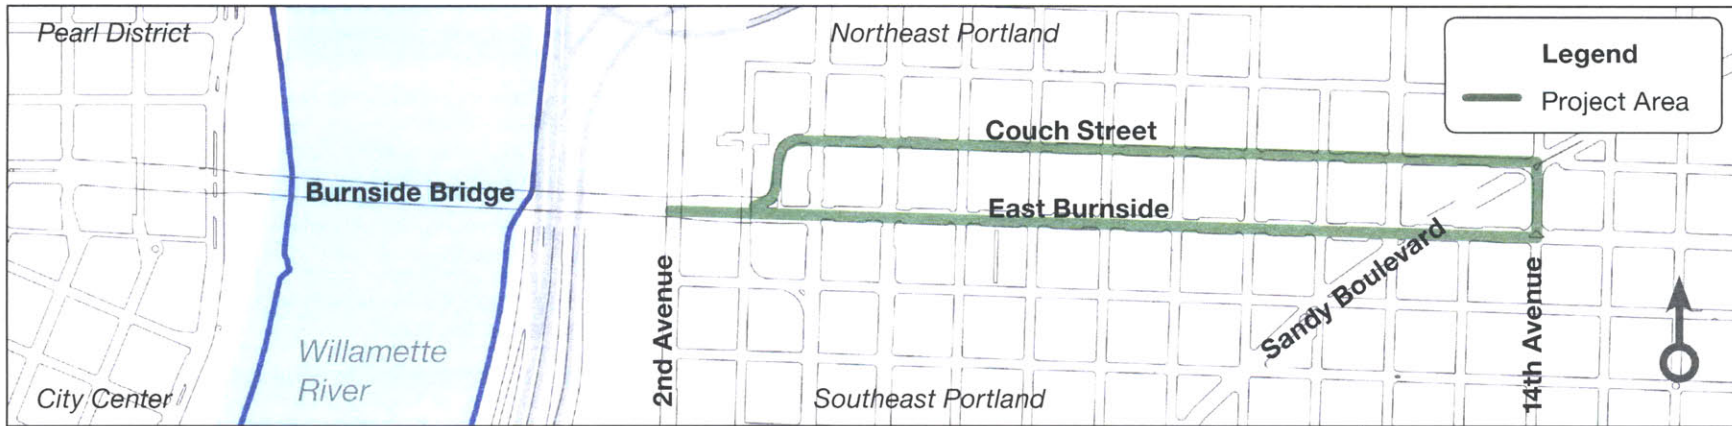 Pearl District
Northeast Portland
Legend
Project Area
Couch Street
Burnside Bridge
East Burnside
2nd Avenue
Sandy Boulevard
14th Avenue
Willamette
River
City Center
Southeast Portland